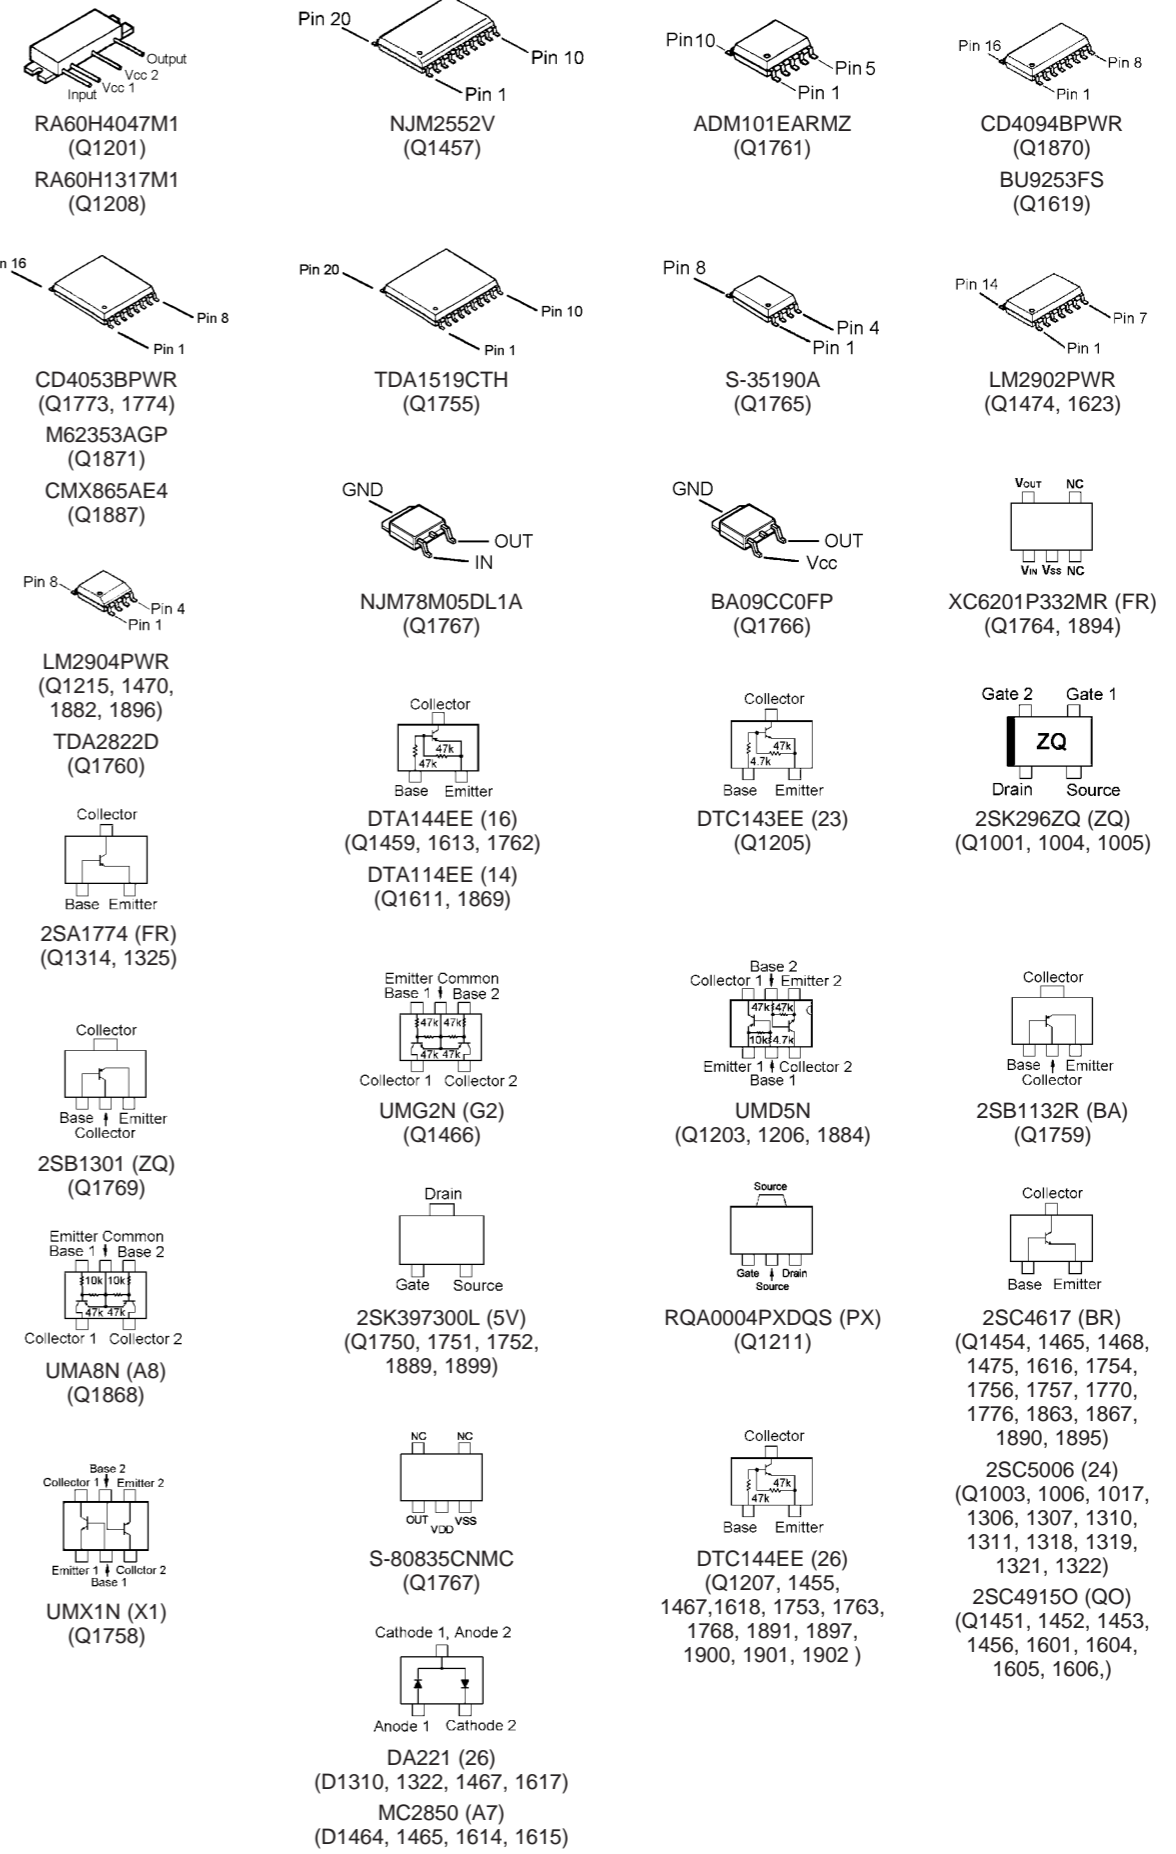 Output
Vcc 2
Vcc 1
Input
RA60H4047M1
(Q1201)
RA60H1317M1
(Q1208)
Pin 20
Pin 10
Pin 1
NJM2552V
(Q1457)
Pin10
Pin 5
Pin 1
ADM101EARMZ
(Q1761)
Pin 16
Pin 8
Pin 1
CD4094BPWR
(Q1870)
BU9253FS
(Q1619)
n 16
Pin 8
Pin 1
CD4053BPWR
(Q1773, 1774)
M62353AGP
(Q1871)
CMX865AE4
(Q1887)
Pin 20
Pin 10
Pin 1
TDA1519CTH
(Q1755)
Pin 8
Pin 4
Pin 1
S-35190A
(Q1765)
Pin 14
Pin 7
Pin 1
LM2902PWR
(Q1474, 1623)
GND
OUT
IN
NJM78M05DL1A
(Q1767)
GND
OUT
Vcc
BA09CC0FP
(Q1766)
VOUT NC
VIN VSS NC
XC6201P332MR (FR)
(Q1764, 1894)
Pin 8
Pin 4
Pin 1
LM2904PWR
(Q1215, 1470,
1882, 1896)
TDA2822D
(Q1760)
Collector
47k
47k
Base Emitter
DTA144EE (16)
(Q1459, 1613, 1762)
DTA114EE (14)
(Q1611, 1869)
Collector
47k
4.7k
Base Emitter
DTC143EE (23)
(Q1205)
Gate 2 Gate 1
ZQ
Drain Source
2SK296ZQ (ZQ)
(Q1001, 1004, 1005)
Collector
Base Emitter
2SA1774 (FR)
(Q1314, 1325)
Emitter Common
Base 1 Base 2
47k 47k
47k 47k
Collector 1 Collector 2
UMG2N (G2)
(Q1466)
Base 2
Collector 1 Emitter 2
47k 47k
10k 4.7k
Emitter 1 Collector 2
Base 1
UMD5N
(Q1203, 1206, 1884)
Collector
Base Emitter
Collector
2SB1132R (BA)
(Q1759)
Collector
Base Emitter
Collector
2SB1301 (ZQ)
(Q1769)
Drain
Gate Source
2SK397300L (5V)
(Q1750, 1751, 1752,
1889, 1899)
Source
Gate Drain
Source
RQA0004PXDQS (PX)
(Q1211)
Collector
Base Emitter
2SC4617 (BR)
(Q1454, 1465, 1468,
1475, 1616, 1754,
1756, 1757, 1770,
1776, 1863, 1867,
1890, 1895)
2SC5006 (24)
(Q1003, 1006, 1017,
1306, 1307, 1310,
1311, 1318, 1319,
1321, 1322)
2SC4915O (QO)
(Q1451, 1452, 1453,
1456, 1601, 1604,
1605, 1606,)
Emitter Common
Base 1 Base 2
10k 10k
47k 47k
Collector 1 Collector 2
UMA8N (A8)
(Q1868)
NC NC
OUT VDD VSS
S-80835CNMC
(Q1767)
Collector
47k
47k
Base Emitter
DTC144EE (26)
(Q1207, 1455,
1467,1618, 1753, 1763,
1768, 1891, 1897,
1900, 1901, 1902 )
Base 2
Collector 1 Emitter 2
Emitter 1 Collctor 2
Base 1
UMX1N (X1)
(Q1758)
Cathode 1, Anode 2
Anode 1 Cathode 2
DA221 (26)
(D1310, 1322, 1467, 1617)
MC2850 (A7)
(D1464, 1465, 1614, 1615)